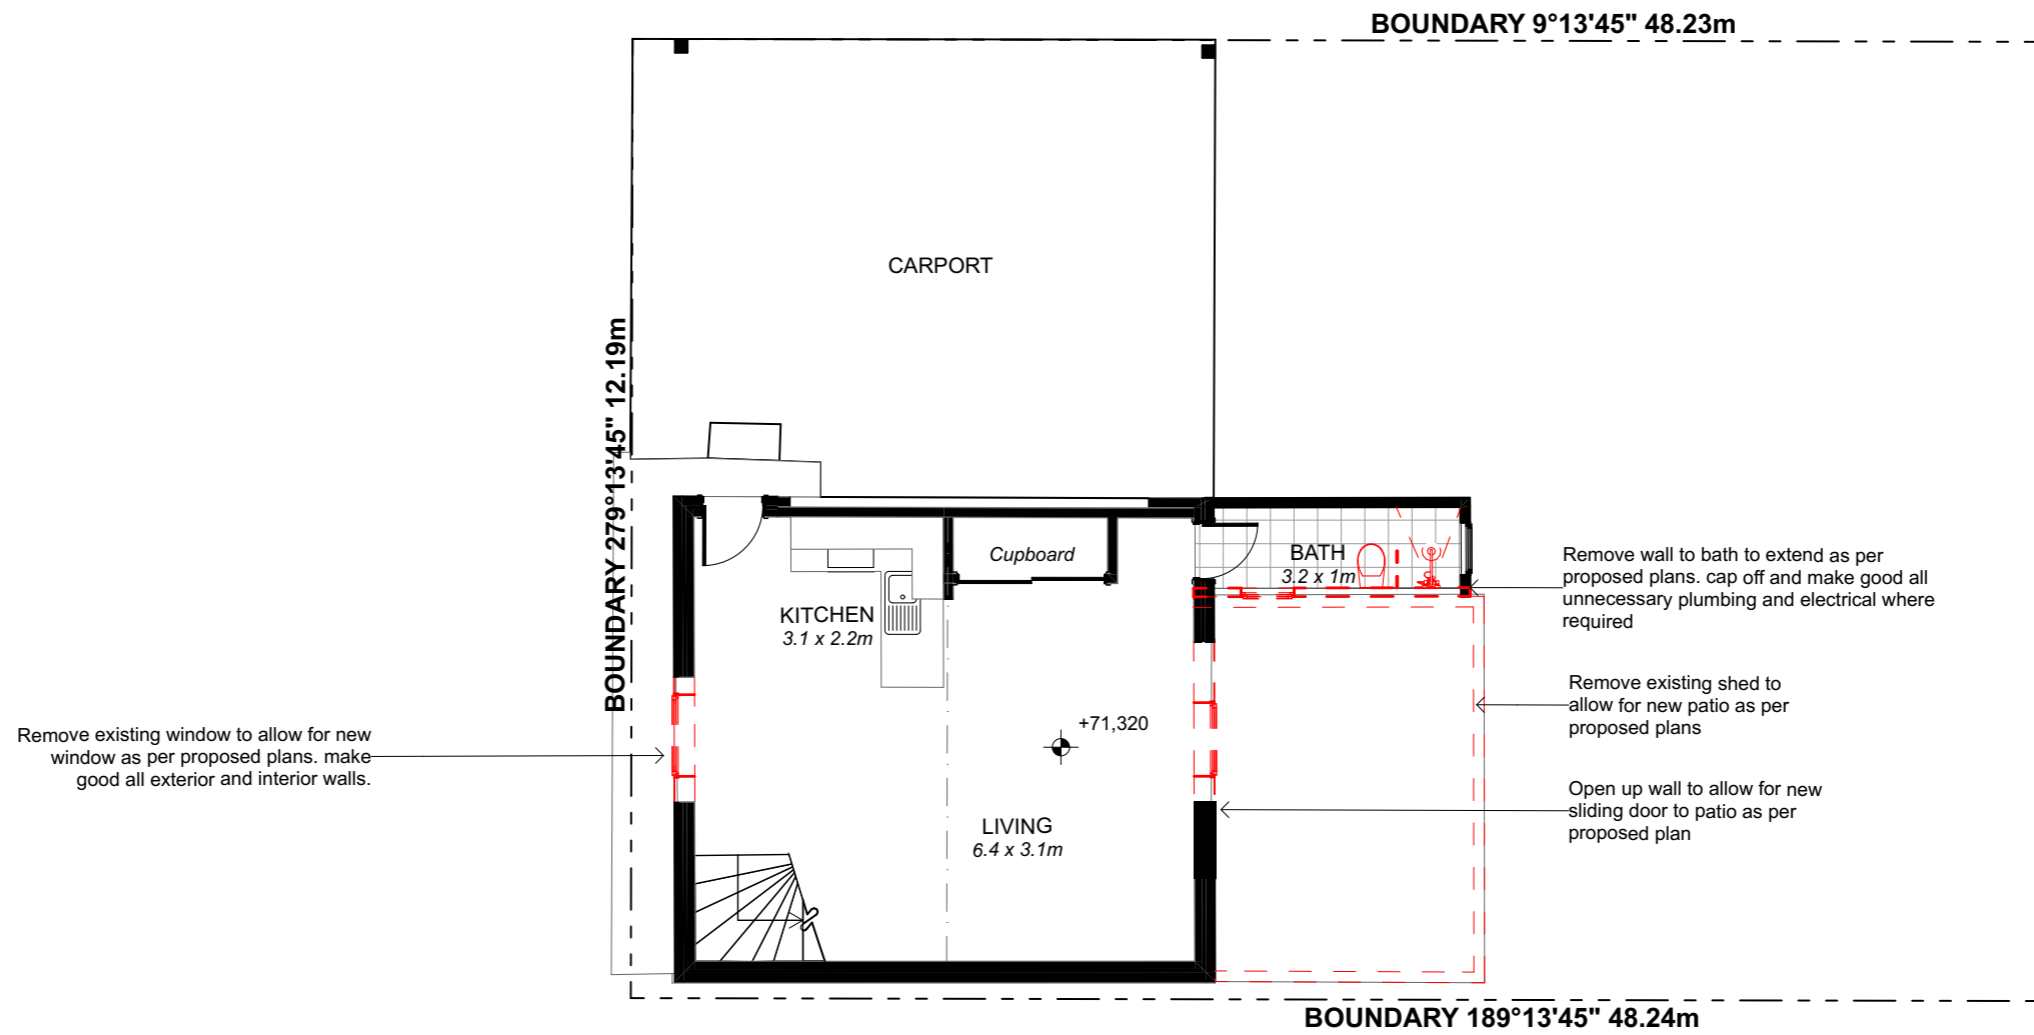 BOUNDARY 9°13'45" 48.23m
CARPORT
BOUNDARY 279°13'45" 12.19m
Cupboard
BATH
3.2 x 1m
KITCHEN
3.1 x 2.2m
Remove wall to bath to extend as per
proposed plans. cap off and make good all
unnecessary plumbing and electrical where
required
Remove existing shed to
allow for new patio as per
proposed plans
+71,320
Remove existing window to allow for new
window as per proposed plans. make
good all exterior and interior walls.
Open up wall to allow for new
sliding door to patio as per
proposed plan
LIVING
6.4 x 3.1m
BOUNDARY 189°13'45" 48.24m